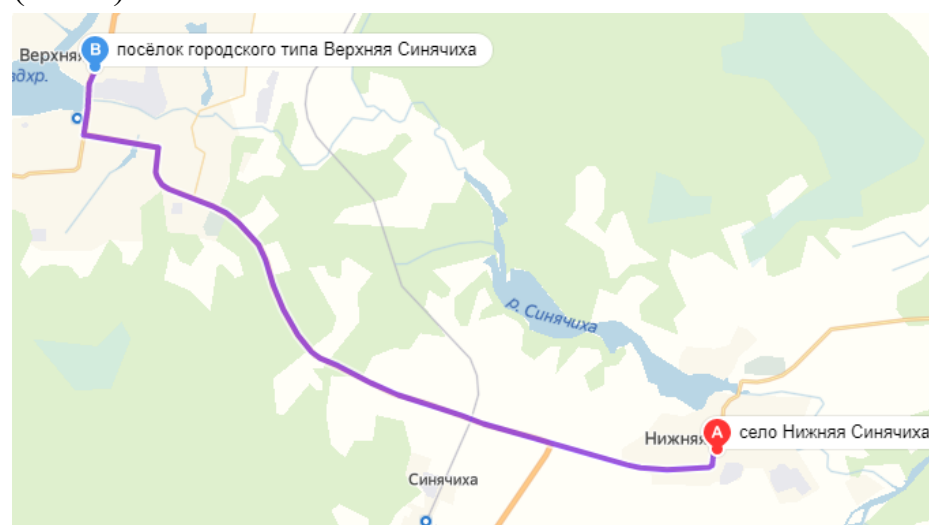 посёлок городского типа Верхняя Синячиха
Верхняя
B
вдхр.
р. Синячиха
A
село Нижняя Синячиха
Нижняя
Синячиха